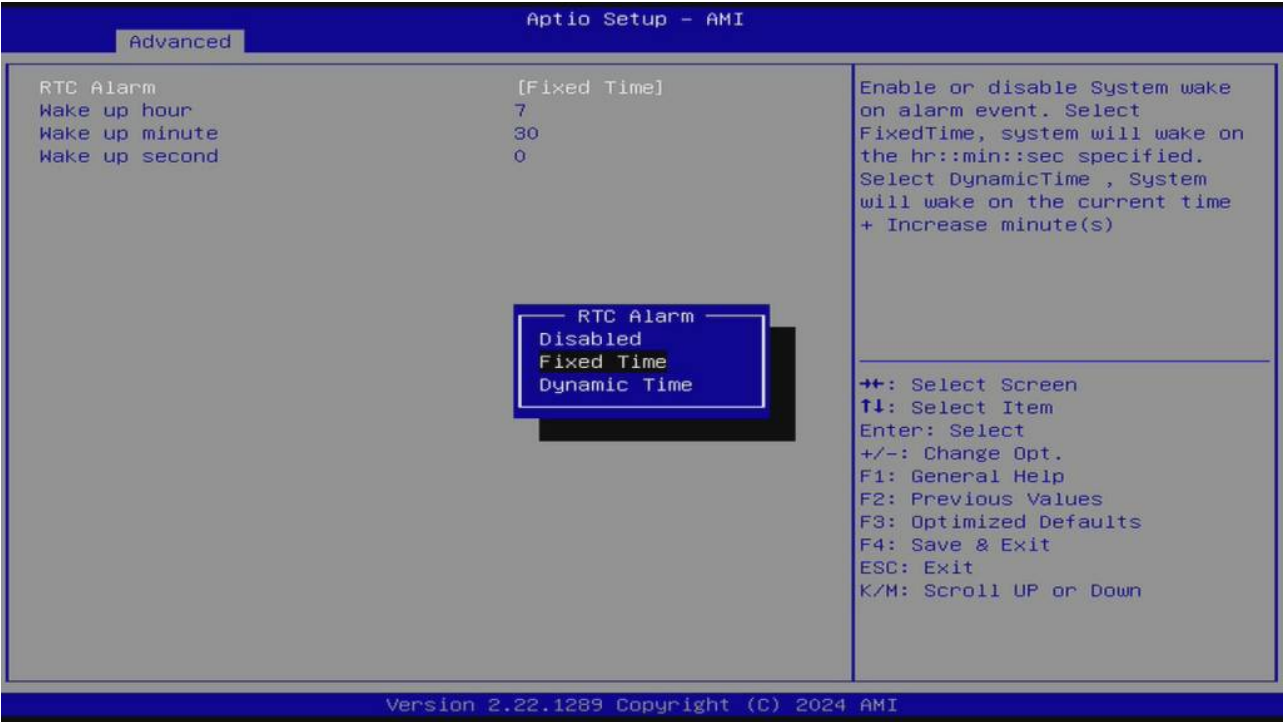 Aptio Setup – AMI
Advanced
RTC Alarm [Fixed Time]
Wake up hour 7
Wake up minute 30
Wake up second 0
Enable or disable System wake
on alarm event. Select
FixedTime, system will wake on
the hr::min::sec specified.
Select DynamicTime , System
will wake on the current time
+ Increase minute(s)
RTC Alarm
Disabled
Fixed Time
Dynamic Time
→←: Select Screen
↑↓: Select Item
Enter: Select
+/-: Change Opt.
F1: General Help
F2: Previous Values
F3: Optimized Defaults
F4: Save & Exit
ESC: Exit
K/M: Scroll UP or Down
Version 2.22.1289 Copyright (C) 2024 AMI